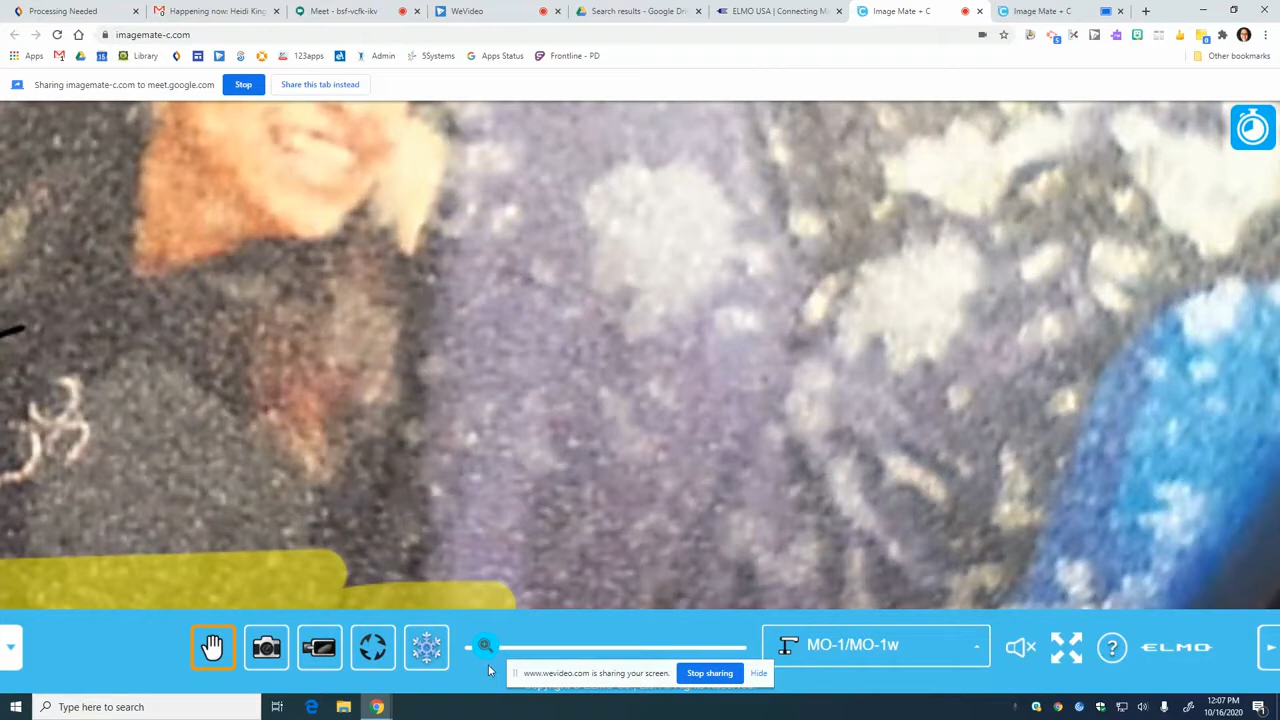 Processing Needed
Happening now: Heidi King
Meet - bsf-vcfk-ikv
WeVideo
Search results - Google Dri
ELMO USA | Connecting M
Image Mate + C
Image Mate + C
imagemate-c.com
Apps
Library
123apps
Admin
5Systems
Apps Status
Frontline - PD
Other bookmarks
Sharing imagemate-c.com to meet.google.com
Stop
Share this tab instead
MO-1/MO-1w
ELMO
www.wevideo.com is sharing your screen.
Stop sharing
Hide
Type here to search
12:07 PM
10/16/2020